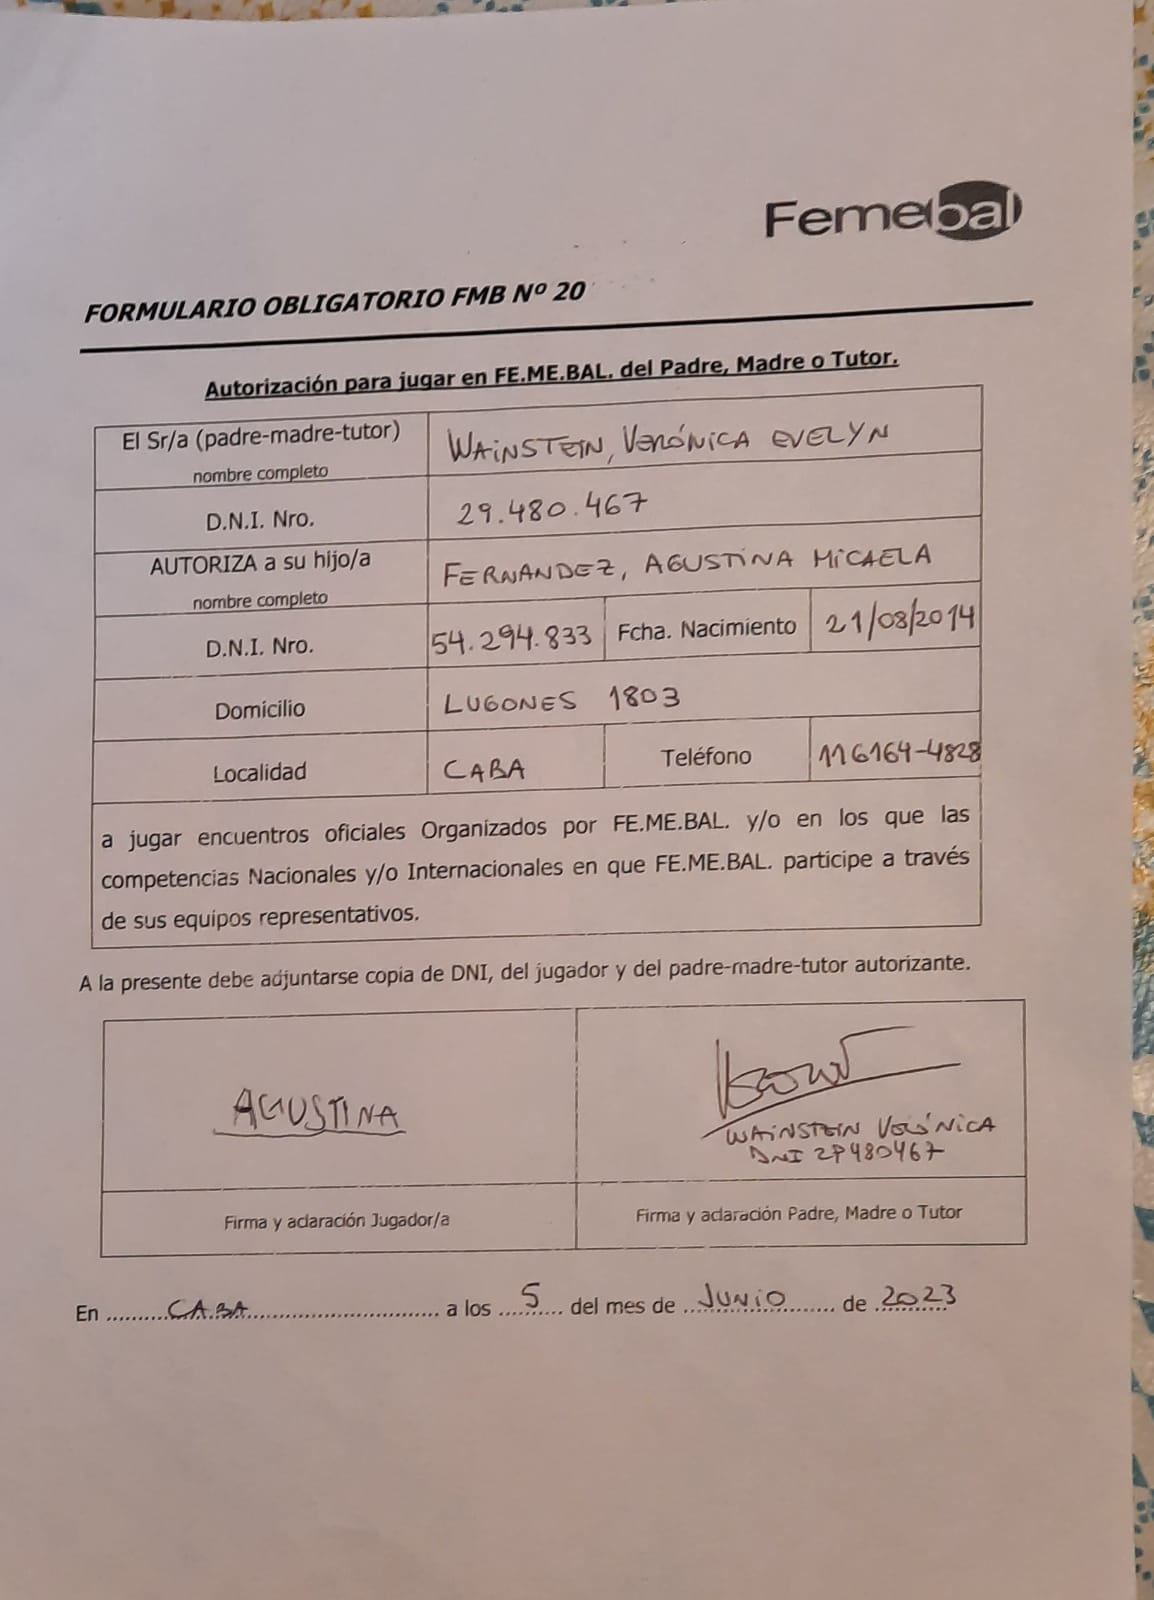 Femebal
FORMULARIO OBLIGATORIO FMB Nº 20
Autorización para jugar en FE.ME.BAL. del Padre, Madre o Tutor.
El Sr/a (padre-madre-tutor)
nombre completo
WAINSTEIN, VERÓNICA EVELYN
D.N.I. Nro.
29.480.467
AUTORIZA a su hijo/a
nombre completo
FERNANDEZ, AGUSTINA MICAELA
D.N.I. Nro.
54.294.833
Fcha. Nacimiento
21/08/2014
Domicilio
LUGONES 1803
Localidad
CABA
Teléfono
116164-4828
a jugar encuentros oficiales Organizados por FE.ME.BAL. y/o en los que las
competencias Nacionales y/o Internacionales en que FE.ME.BAL. participe a través
de sus equipos representativos.
A la presente debe adjuntarse copia de DNI, del jugador y del padre-madre-tutor autorizante.
AGUSTINA
WAINSTEIN VERÓNICA
DNI 29480467
Firma y aclaración Jugador/a
Firma y aclaración Padre, Madre o Tutor
En ..........CABA.................................. a los ....5.... del mes de ..JUNIO.......... de .2023